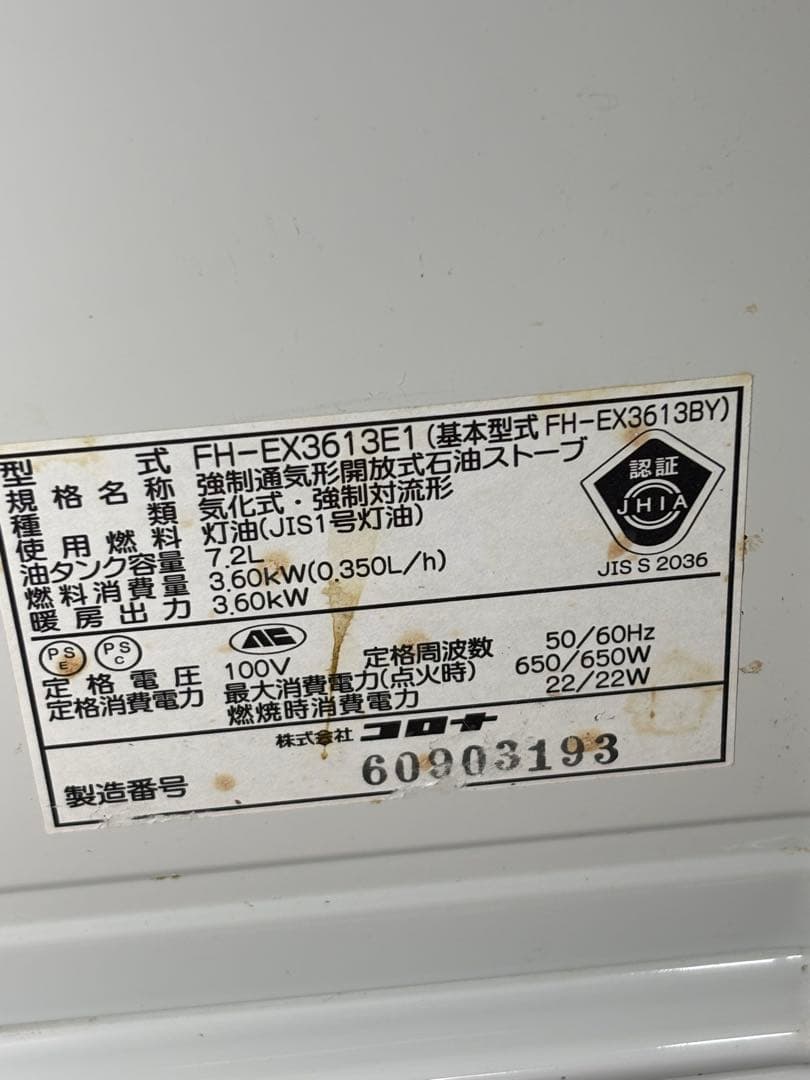 型式 FH-EX3613E1(基本型式 FH-EX3613BY)
規格名称 強制通気形開放式石油ストーブ
種類 気化式・強制対流形
使用燃料 灯油(JIS1号灯油)
油タンク容量 7.2L
燃料消費量 3.60kW(0.350L/h)
暖房出力 3.60kW
認証
JHIA
JIS S 2036
PS E PS C
定格電圧 100V 定格周波数 50/60Hz
定格消費電力 最大消費電力(点火時) 650/650W
燃焼時消費電力 22/22W
株式会社 コロナ
製造番号 60903193